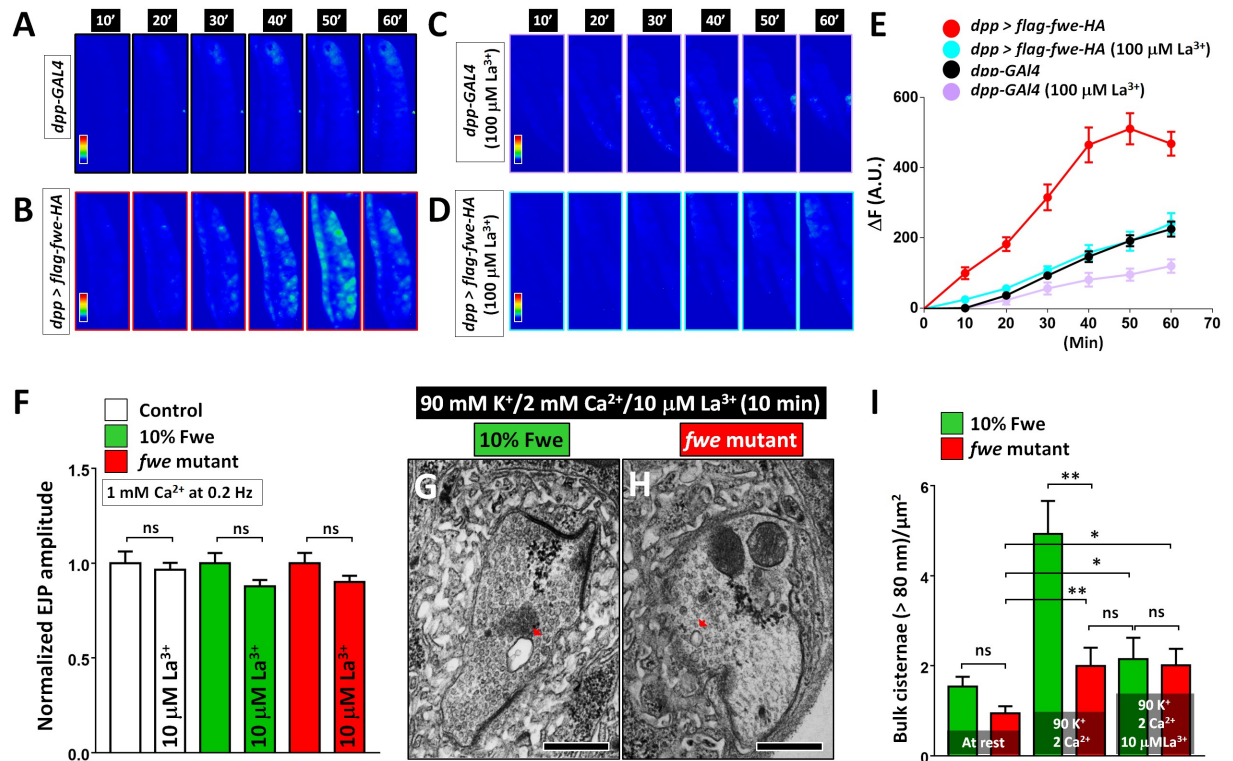 A
10′ 20′ 30′ 40′ 50′ 60′
dpp-GAL4
B
dpp > flag-fwe-HA
C
10′ 20′ 30′ 40′ 50′ 60′
dpp-GAL4
(100 μM La³⁺)
D
dpp > flag-fwe-HA
(100 μM La³⁺)
E
dpp > flag-fwe-HA
dpp > flag-fwe-HA (100 μM La³⁺)
dpp-GAl4
dpp-GAl4 (100 μM La³⁺)
ΔF (A.U.)
600
400
200
0
0 10 20 30 40 50 60 70
(Min)
F
Control
10% Fwe
fwe mutant
1 mM Ca²⁺ at 0.2 Hz
Normalized EJP amplitude
1.5
1.0
0.5
0.0
ns ns ns
10 μM La³⁺
10 μM La³⁺
10 μM La³⁺
90 mM K⁺/2 mM Ca²⁺/10 μM La³⁺ (10 min)
10% Fwe
fwe mutant
G
H
I
10% Fwe
fwe mutant
Bulk cisternae (> 80 nm)/μm²
6
4
2
0
**
*
*
**
ns
ns
ns
At rest
90 K⁺
2 Ca²⁺
90 K⁺
2 Ca²⁺
10 μMLa³⁺